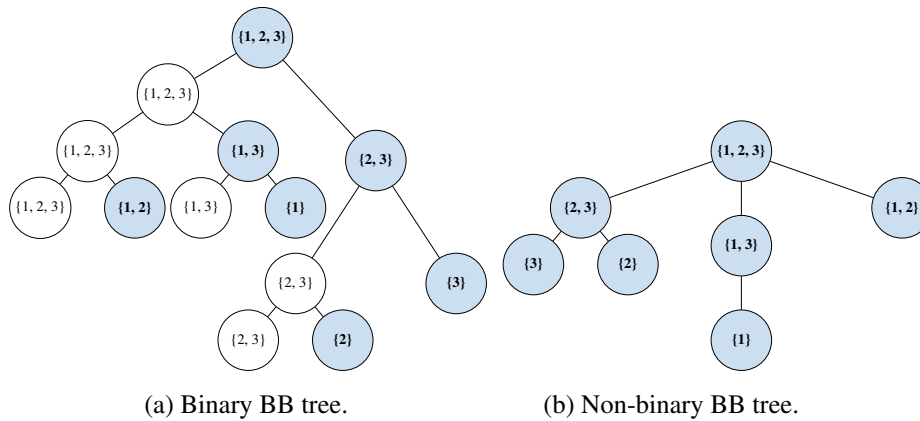 {1, 2, 3}
{1, 2, 3}
{1, 2, 3}
{1, 3}
{2, 3}
{1, 2, 3}
{1, 2}
{1, 3}
{1}
{2, 3}
{3}
{2, 3}
{2}
(a) Binary BB tree.
{1, 2, 3}
{2, 3}
{1, 2}
{1, 3}
{3}
{2}
{1}
(b) Non-binary BB tree.